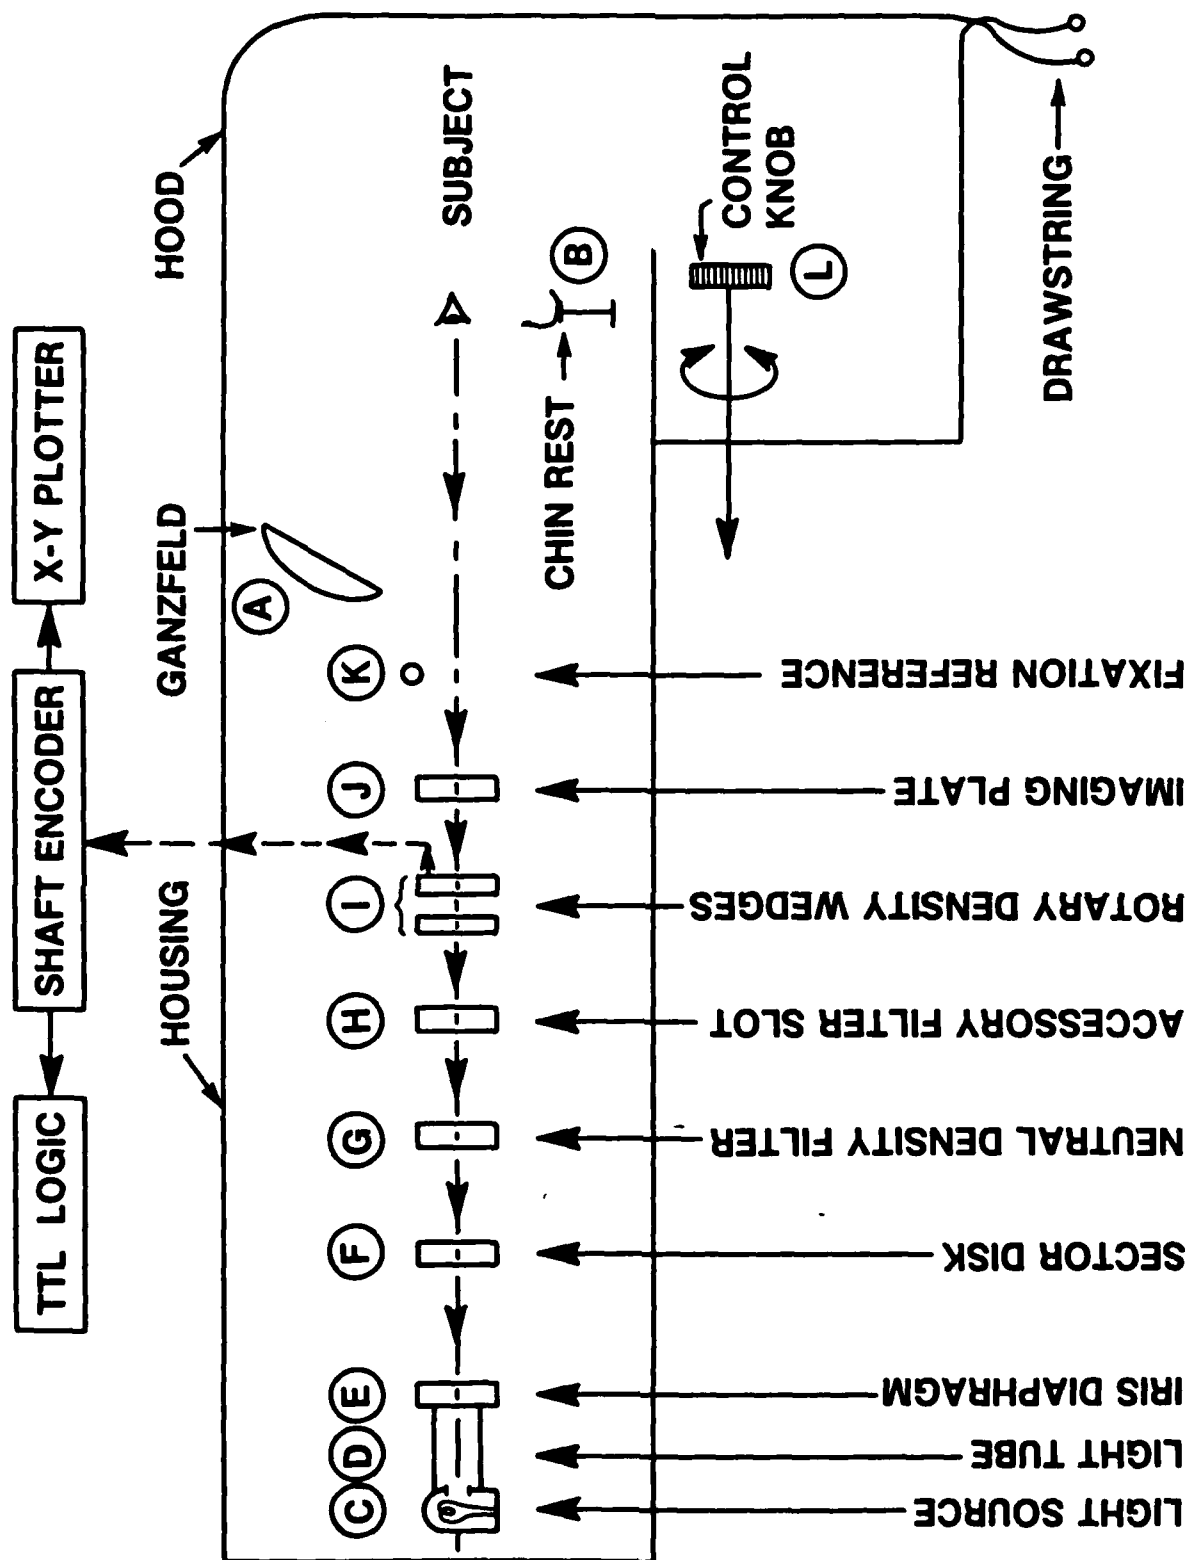 TTL LOGIC
SHAFT ENCODER
X-Y PLOTTER
HOUSING
GANZFELD
HOOD
A
C
D
E
F
G
H
I
J
K
SUBJECT
CHIN REST
B
CONTROL
KNOB
L
DRAWSTRING
LIGHT SOURCE
LIGHT TUBE
IRIS DIAPHRAGM
SECTOR DISK
NEUTRAL DENSITY FILTER
ACCESSORY FILTER SLOT
ROTARY DENSITY WEDGES
IMAGING PLATE
FIXATION REFERENCE